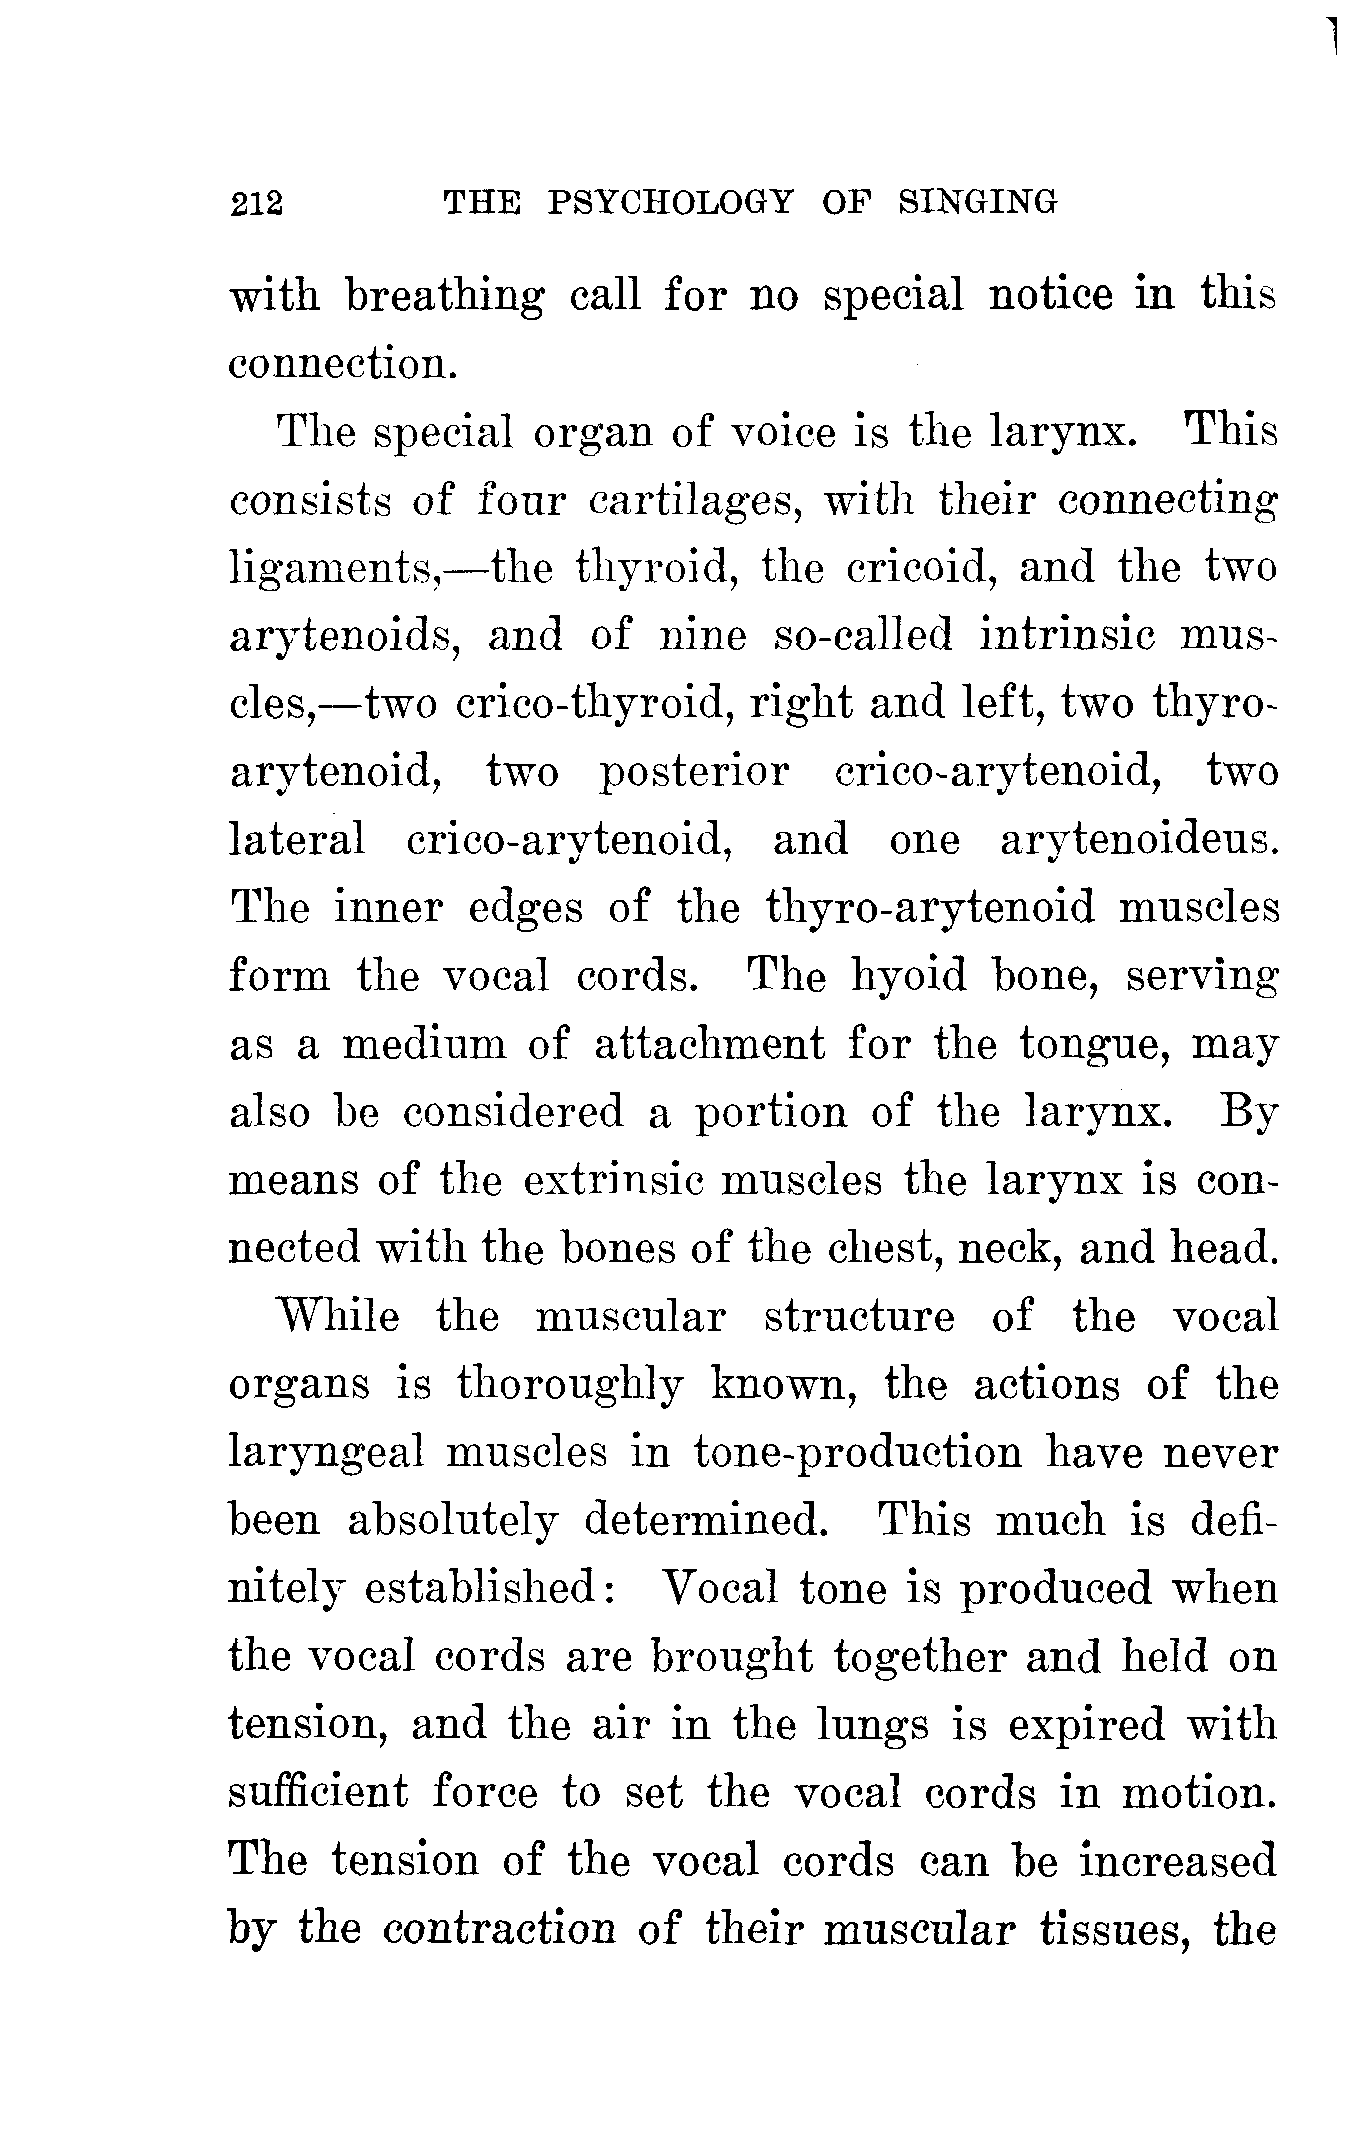 212 THE PSYCHOLOGY OF SINGING
with breathing call for no special notice in this
connection.
The special organ of voice is the larynx. This
consists of four cartilages, with their connecting
ligaments,—the thyroid, the cricoid, and the two
arytenoids, and of nine so-called intrinsic mus-
cles,—two crico-thyroid, right and left, two thyro-
arytenoid, two posterior crico-arytenoid, two
lateral crico-arytenoid, and one arytenoideus.
The inner edges of the thyro-arytenoid muscles
form the vocal cords. The hyoid bone, serving
as a medium of attachment for the tongue, may
also be considered a portion of the larynx. By
means of the extrinsic muscles the larynx is con-
nected with the bones of the chest, neck, and head.
While the muscular structure of the vocal
organs is thoroughly known, the actions of the
laryngeal muscles in tone-production have never
been absolutely determined. This much is defi-
nitely established: Vocal tone is produced when
the vocal cords are brought together and held on
tension, and the air in the lungs is expired with
sufficient force to set the vocal cords in motion.
The tension of the vocal cords can be increased
by the contraction of their muscular tissues, the